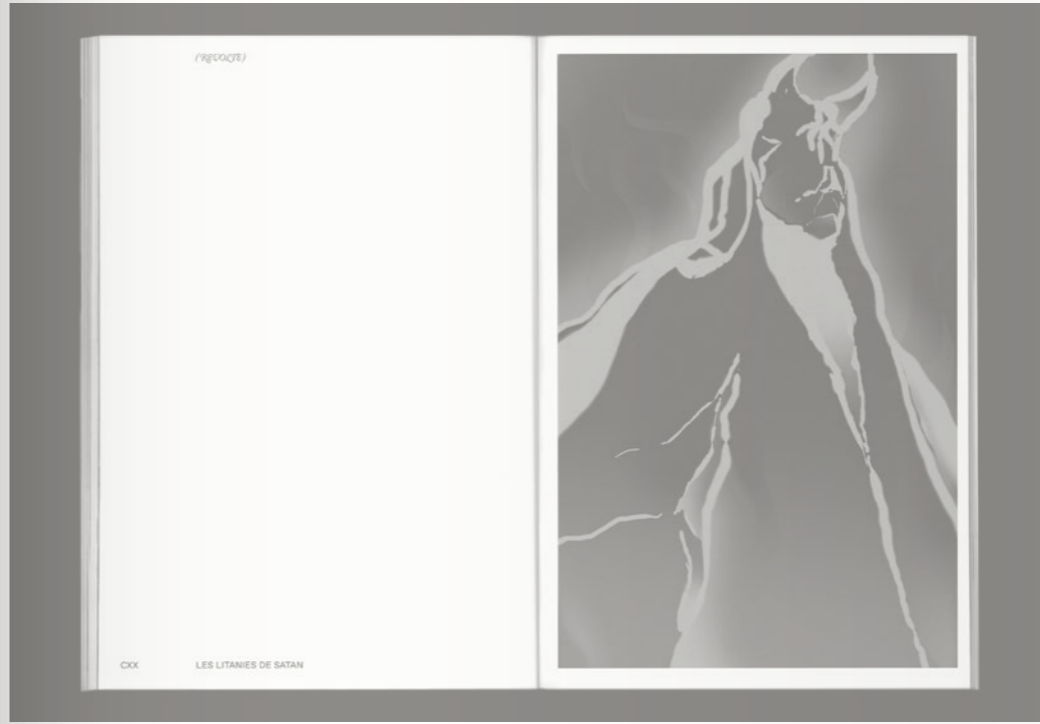 (RÉVOLTE)
CXX
LES LITANIES DE SATAN